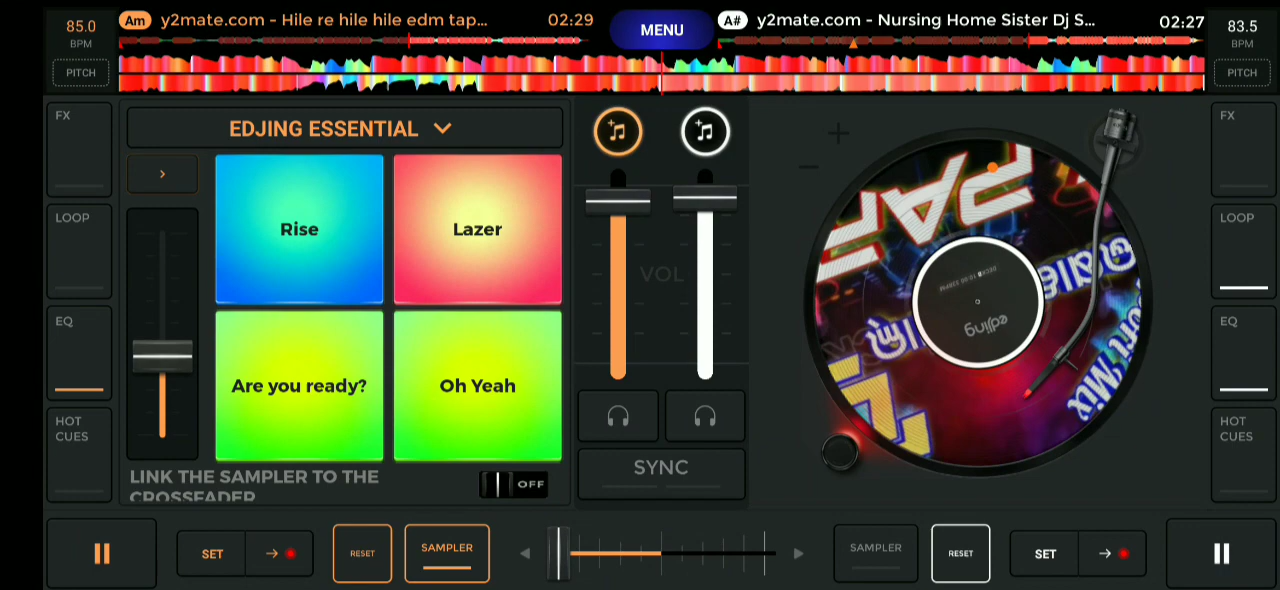 85.0
BPM
PITCH
Am y2mate.com - Hile re hile hile edm tap... 02:29
MENU
A# y2mate.com - Nursing Home Sister Dj S... 02:27
83.5
BPM
PITCH
FX
LOOP
EQ
HOT
CUES
EDJING ESSENTIAL
Rise
Lazer
Are you ready?
Oh Yeah
LINK THE SAMPLER TO THE
CROSSFADER
OFF
VOL
SYNC
edjing
Mix
FX
LOOP
EQ
HOT
CUES
SET
RESET
SAMPLER
SAMPLER
RESET
SET